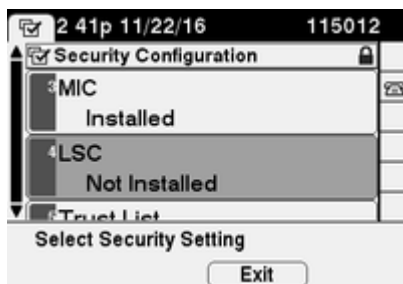 2 41p 11/22/16 115012
Security Configuration
3 MIC
Installed
4 LSC
Not Installed
5 Trust List
Select Security Setting
Exit